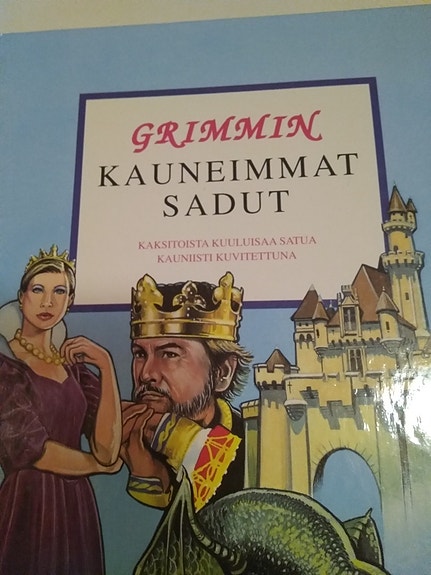 GRIMMIN
KAUNEIMMAT
SADUT
KAKSITOISTA KUULUISAA SATUA
KAUNIISTI KUVITETTUNA